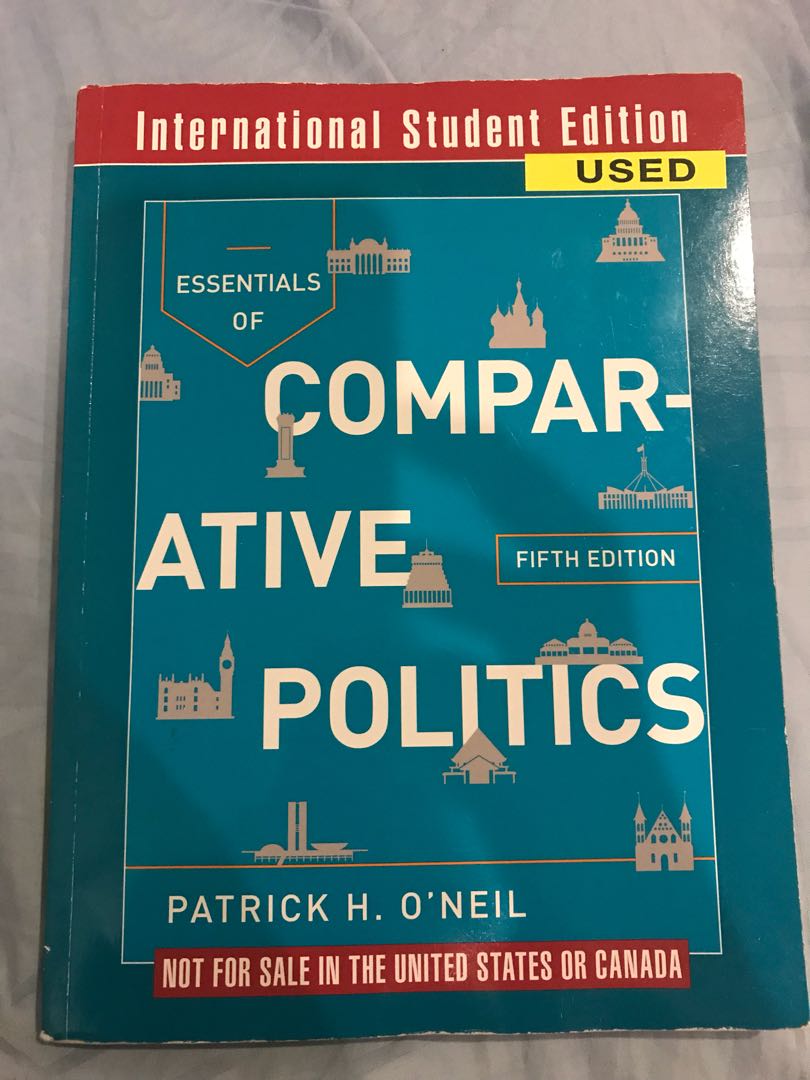 International Student Edition
USED
ESSENTIALS
OF
COMPAR-
ATIVE
FIFTH EDITION
POLITICS
PATRICK H. O'NEIL
NOT FOR SALE IN THE UNITED STATES OR CANADA